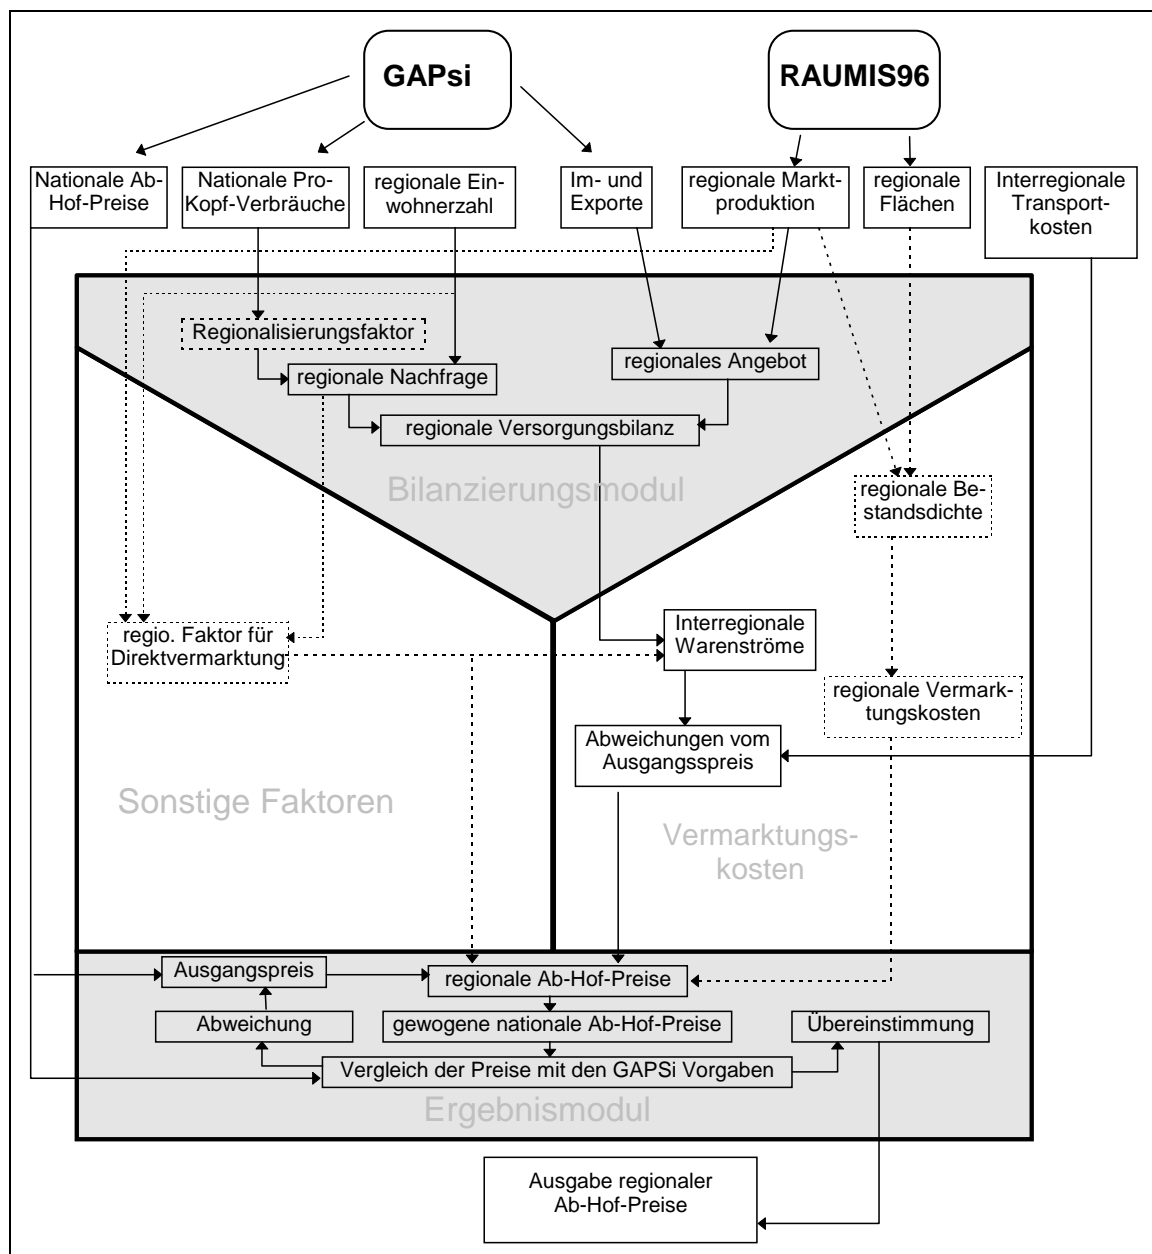 GAPsi
RAUMIS96
Nationale Ab-
Hof-Preise
Nationale Pro-
Kopf-Verbräuche
regionale Ein-
wohnerzahl
Im- und
Exporte
regionale Markt-
produktion
regionale
Flächen
Interregionale
Transport-
kosten
Regionalisierungsfaktor
regionale Nachfrage
regionales Angebot
regionale Versorgungsbilanz
Bilanzierungsmodul
regionale Be-
standsdichte
regio. Faktor für
Direktvermarktung
Interregionale
Warenströme
regionale Vermark-
tungskosten
Abweichungen vom
Ausgangsspreis
Sonstige Faktoren
Vermarktungs-
kosten
Ausgangspreis
regionale Ab-Hof-Preise
Abweichung
gewogene nationale Ab-Hof-Preise
Übereinstimmung
Vergleich der Preise mit den GAPSi Vorgaben
Ergebnismodul
Ausgabe regionaler
Ab-Hof-Preise